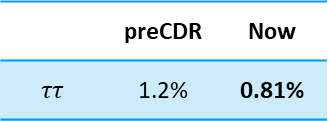 preCDR Now
ττ 1.2% 0.81%